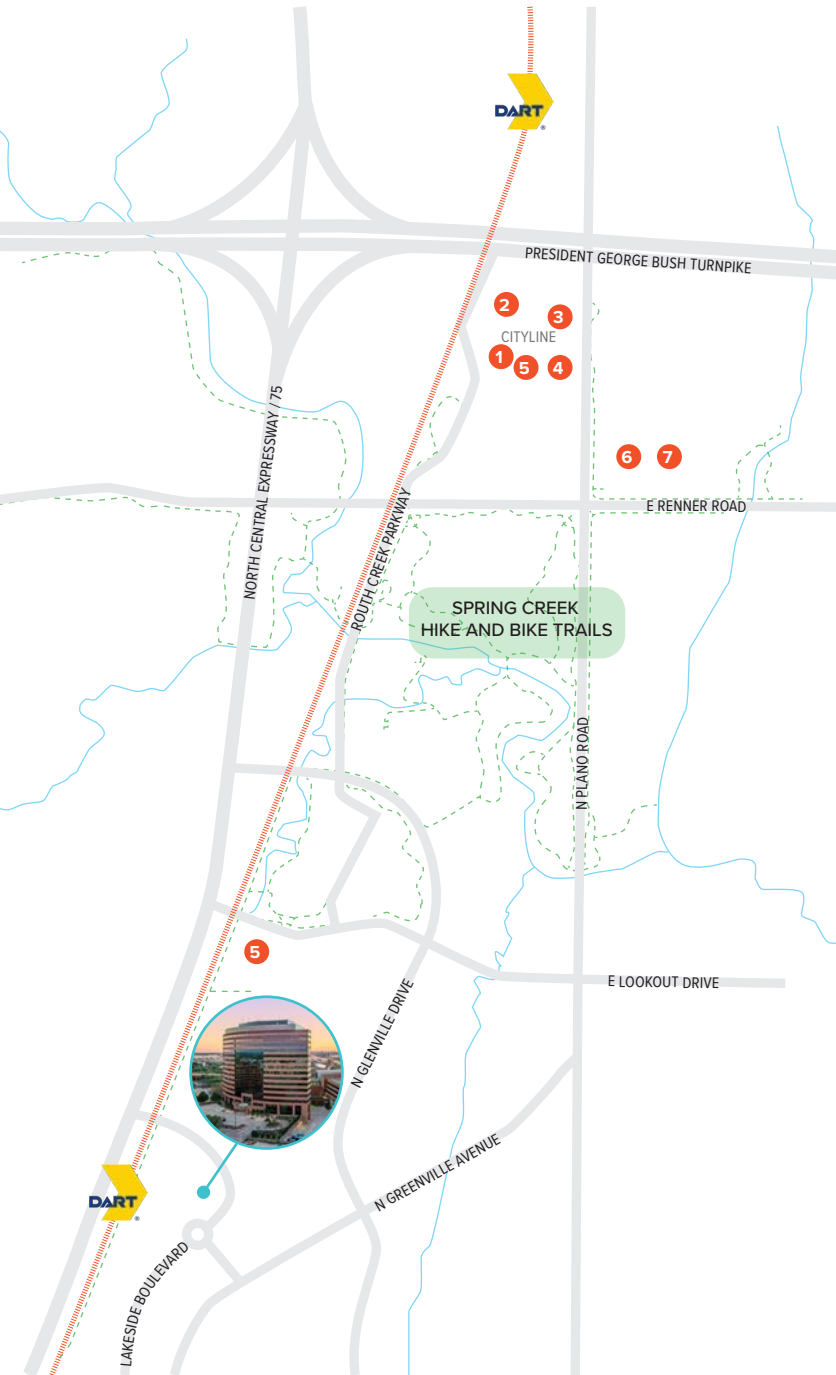 DART
®
PRESIDENT GEORGE BUSH TURNPIKE
2
3
CITYLINE
1
5
4
NORTH CENTRAL EXPRESSWAY / 75
6
7
E RENNER ROAD
ROUTH CREEK PARKWAY
SPRING CREEK
HIKE AND BIKE TRAILS
N PLANO ROAD
5
E LOOKOUT DRIVE
N GLENVILLE DRIVE
N GREENVILLE AVENUE
DART
®
LAKESIDE BOULEVARD